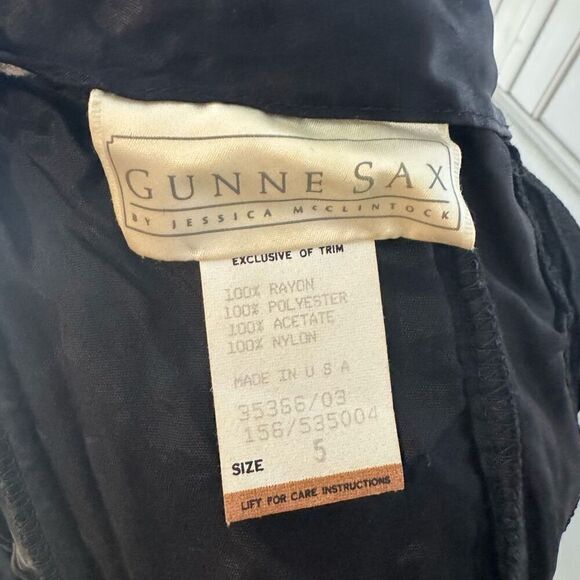 GUNNE SAX
BY JESSICA McCLINTOCK
EXCLUSIVE OF TRIM
100% RAYON
100% POLYESTER
100% ACETATE
100% NYLON
MADE IN U S A
95366/03
156/535004
5
SIZE
LIFT FOR CARE INSTRUCTIONS